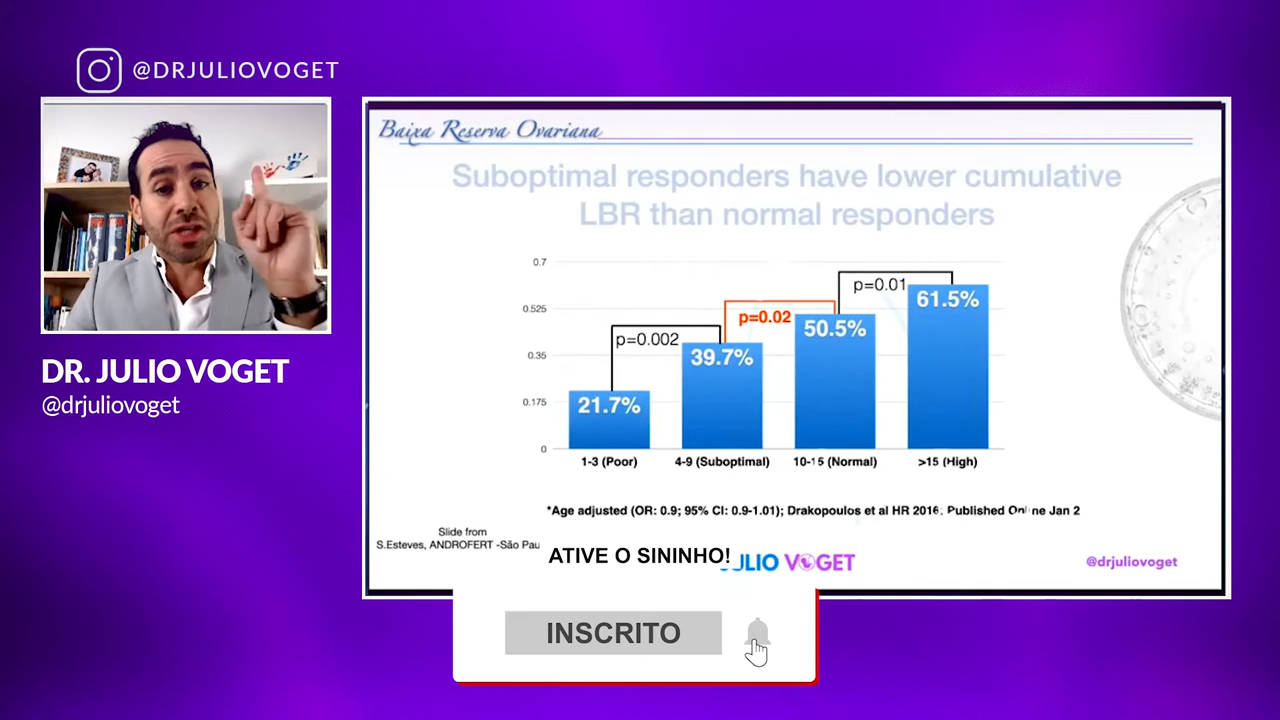 @DRJULIOVOGET
DR. JULIO VOGET
@drjuliovoget
Baixa Reserva Ovariana
Suboptimal responders have lower cumulative
LBR than normal responders
0.7
0.525
0.35
0.175
0
p=0.002
p=0.02
p=0.01
21.7%
39.7%
50.5%
61.5%
1-3 (Poor)
4-9 (Suboptimal)
10-15 (Normal)
>15 (High)
*Age adjusted (OR: 0.9; 95% CI: 0.9-1.01); Drakopoulos et al HR 2016; Published Online Jan 2
Slide from
S.Esteves, ANDROFERT -São Pau
ATIVE O SININHO!
JULIO VOGET
@drjuliovoget
INSCRITO